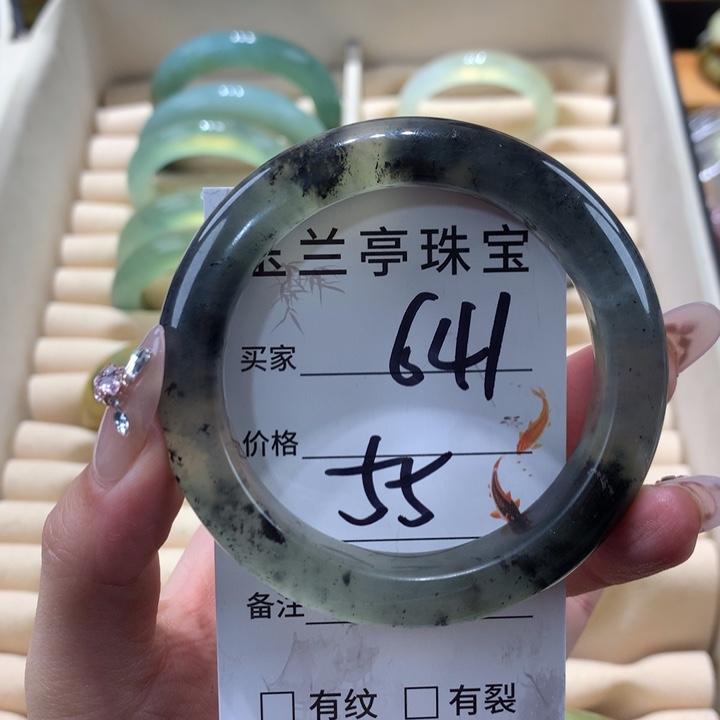 兰亭珠宝
买家 641
价格
55
备注
有纹 有裂